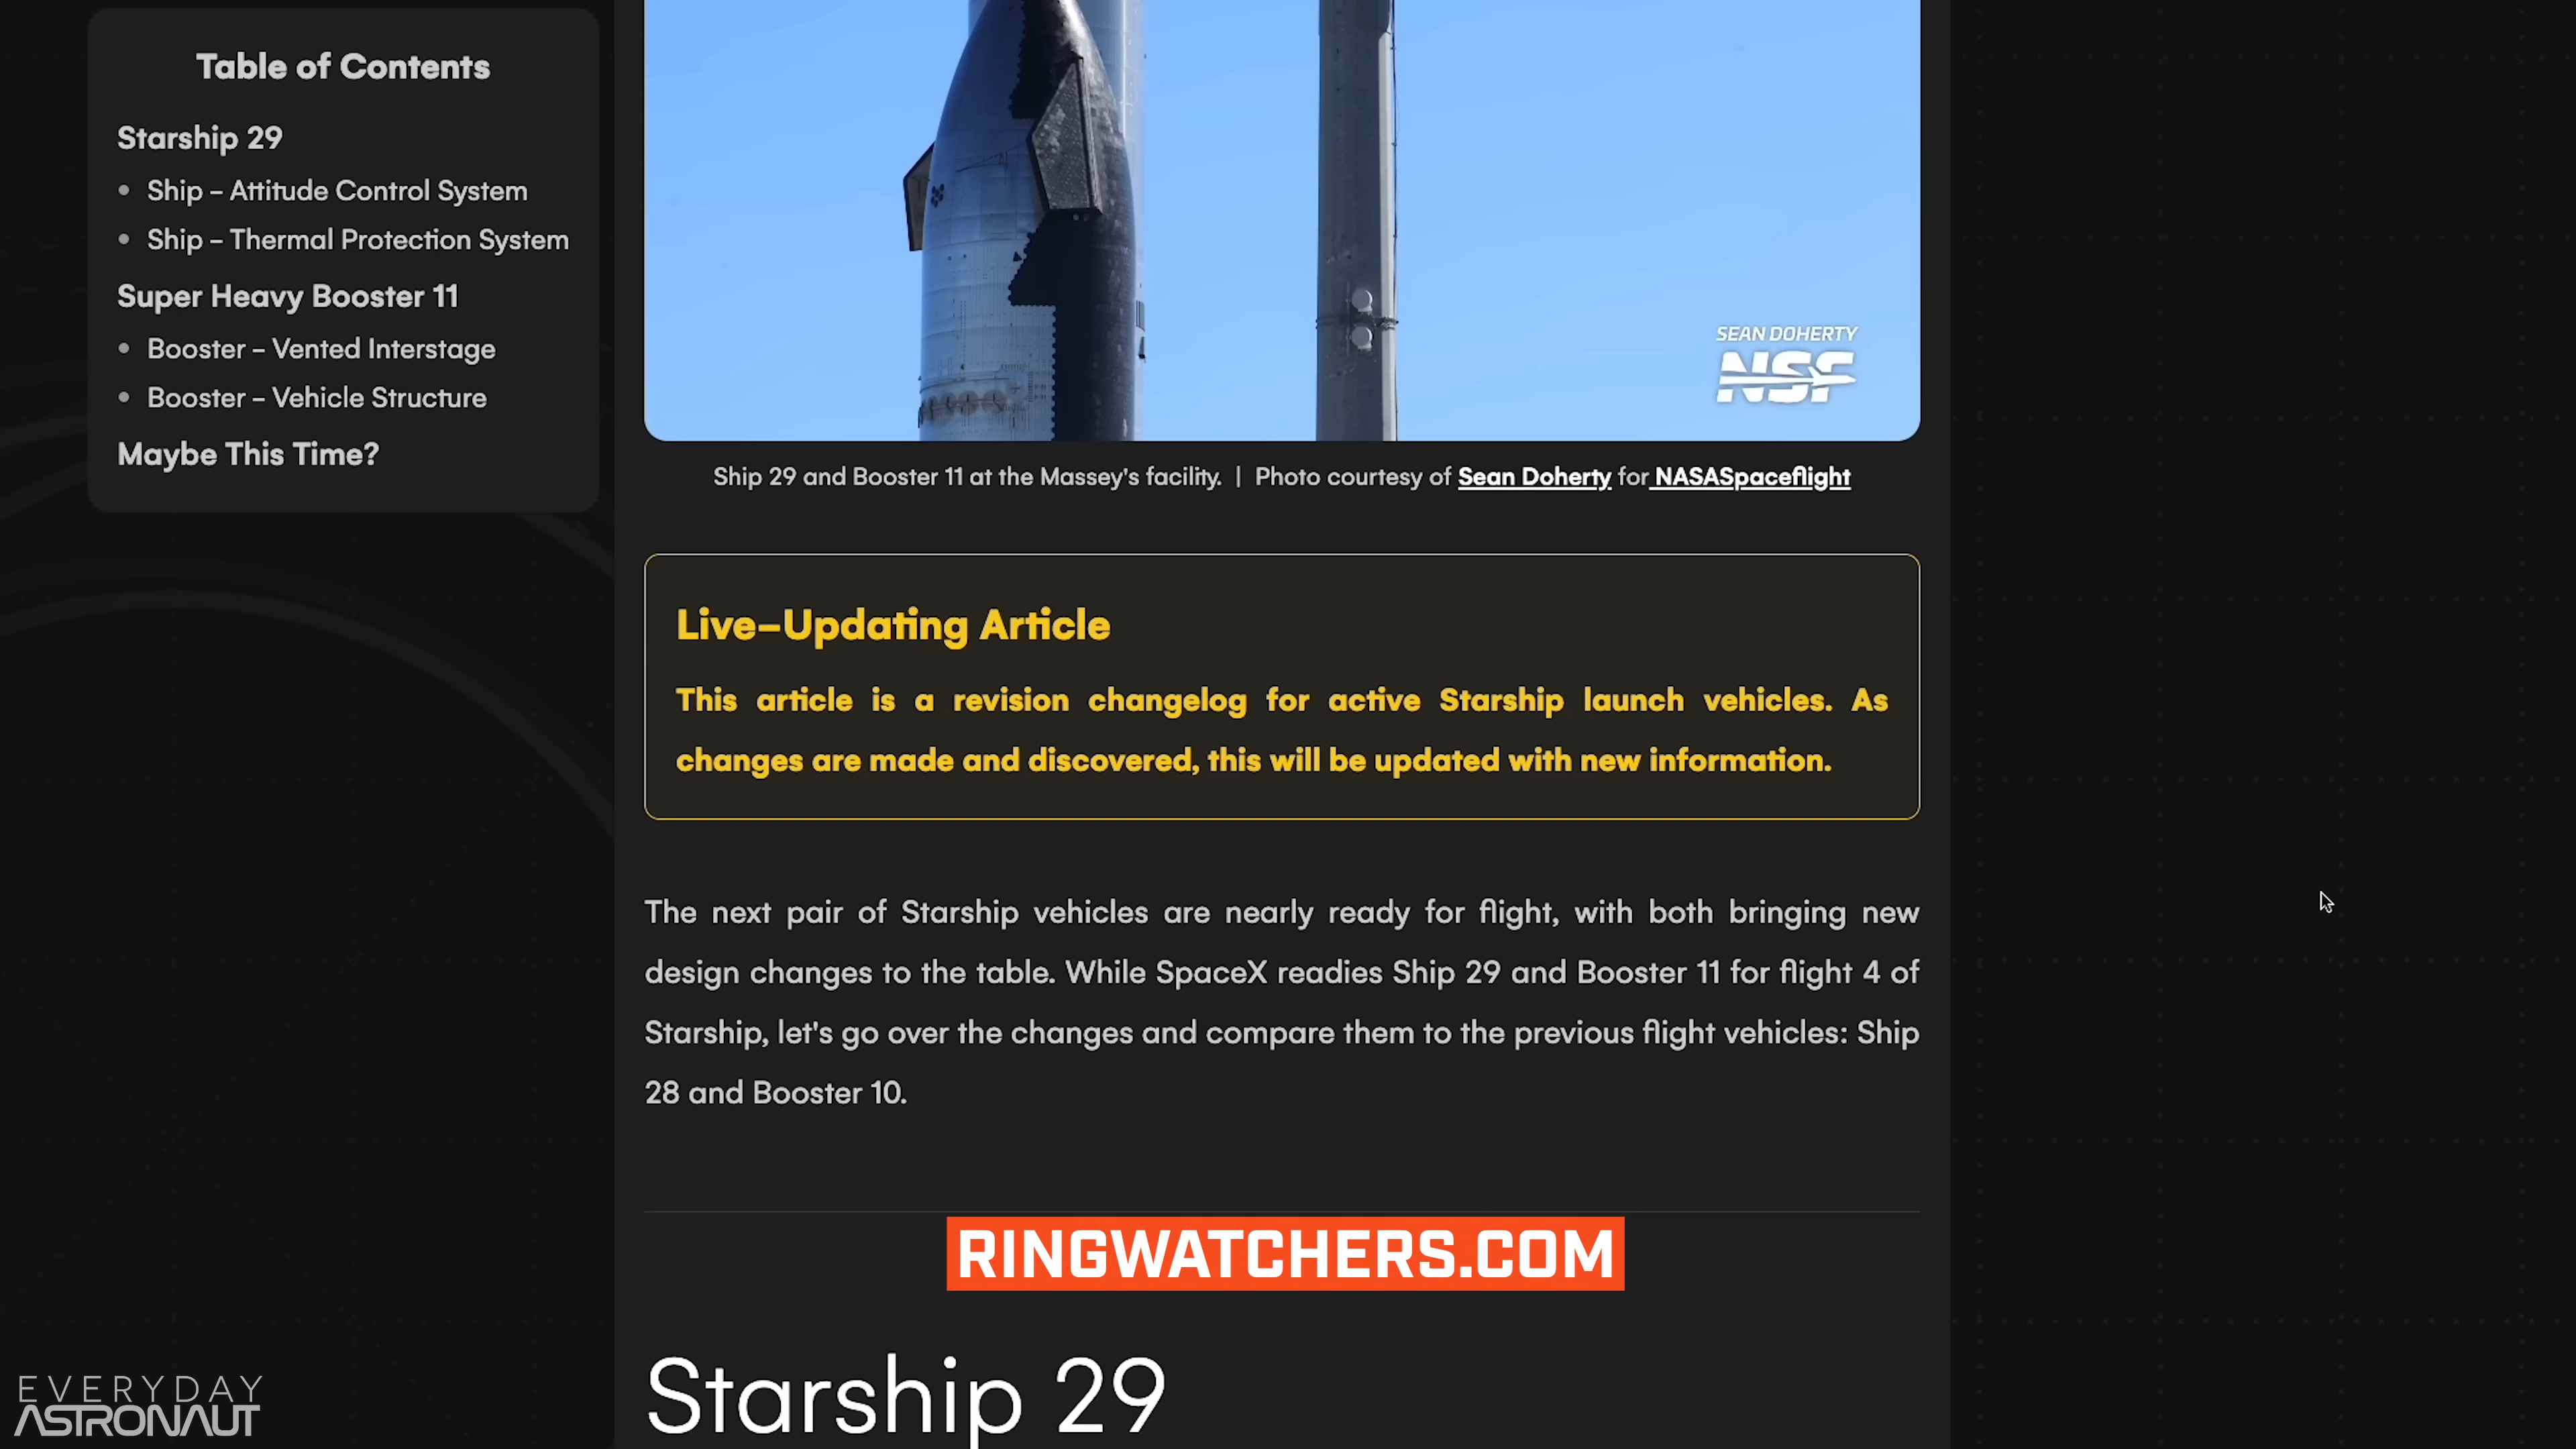 Table of Contents
Starship 29
Ship – Attitude Control System
Ship – Thermal Protection System
Super Heavy Booster 11
Booster – Vented Interstage
Booster – Vehicle Structure
Maybe This Time?
SEAN DOHERTY
NSF
Ship 29 and Booster 11 at the Massey's facility. | Photo courtesy of Sean Doherty for NASASpaceflight
Live–Updating Article
This article is a revision changelog for active Starship launch vehicles. As
changes are made and discovered, this will be updated with new information.
The next pair of Starship vehicles are nearly ready for flight, with both bringing new
design changes to the table. While SpaceX readies Ship 29 and Booster 11 for flight 4 of
Starship, let's go over the changes and compare them to the previous flight vehicles: Ship
28 and Booster 10.
RINGWATCHERS.COM
Starship 29
EVERYDAY
ASTRONAUT